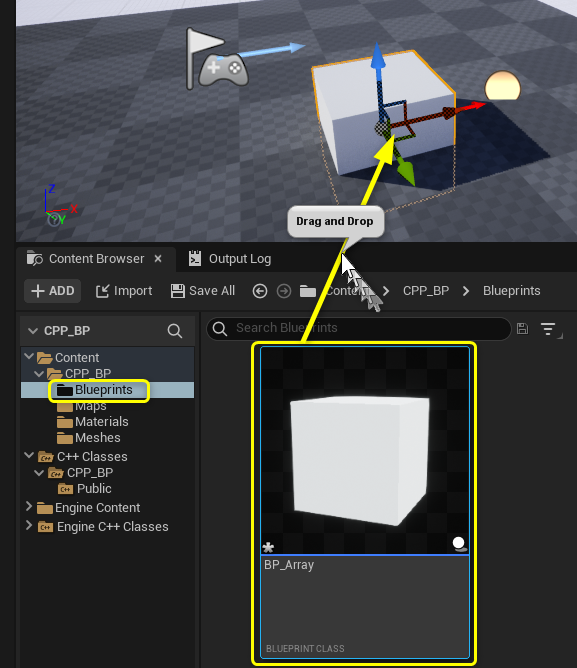 Z
X
Y
Drag and Drop
Content Browser
Output Log
ADD Import Save All Content CPP_BP Blueprints
CPP_BP
Search Blueprints
Content
CPP_BP
Blueprints
Maps
Materials
Meshes
C++ Classes
CPP_BP
Public
Engine Content
Engine C++ Classes
BP_Array
BLUEPRINT CLASS